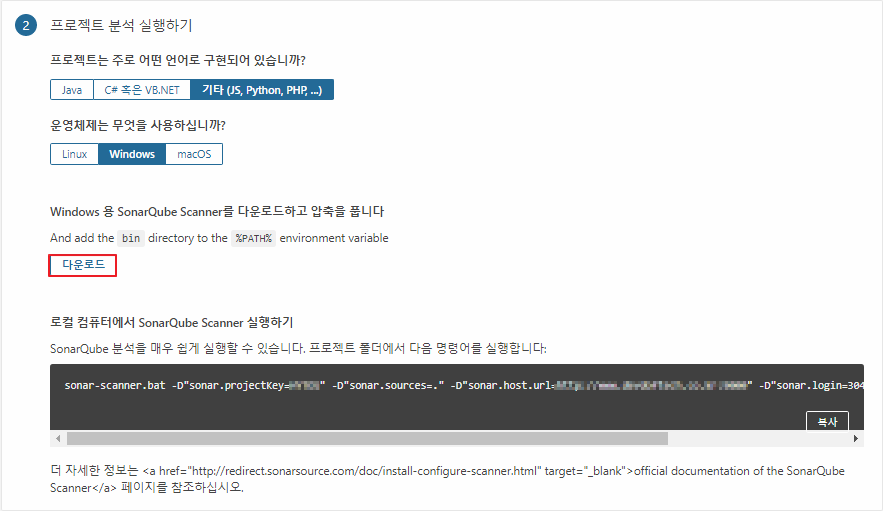 2 프로젝트 분석 실행하기
프로젝트는 주로 어떤 언어로 구현되어 있습니까?
Java C# 혹은 VB.NET 기타 (JS, Python, PHP, ...)
운영체제는 무엇을 사용하십니까?
Linux Windows macOS
Windows 용 SonarQube Scanner를 다운로드하고 압축을 풉니다
And add the bin directory to the %PATH% environment variable
다운로드
로컬 컴퓨터에서 SonarQube Scanner 실행하기
SonarQube 분석을 매우 쉽게 실행할 수 있습니다. 프로젝트 폴더에서 다음 명령어를 실행합니다:
sonar-scanner.bat -D"sonar.projectKey= " -D"sonar.sources=." -D"sonar.host.url= " -D"sonar.login=304
복사
더 자세한 정보는 <a href="http://redirect.sonarsource.com/doc/install-configure-scanner.html" target="_blank">official documentation of the SonarQube
Scanner</a> 페이지를 참조하십시오.